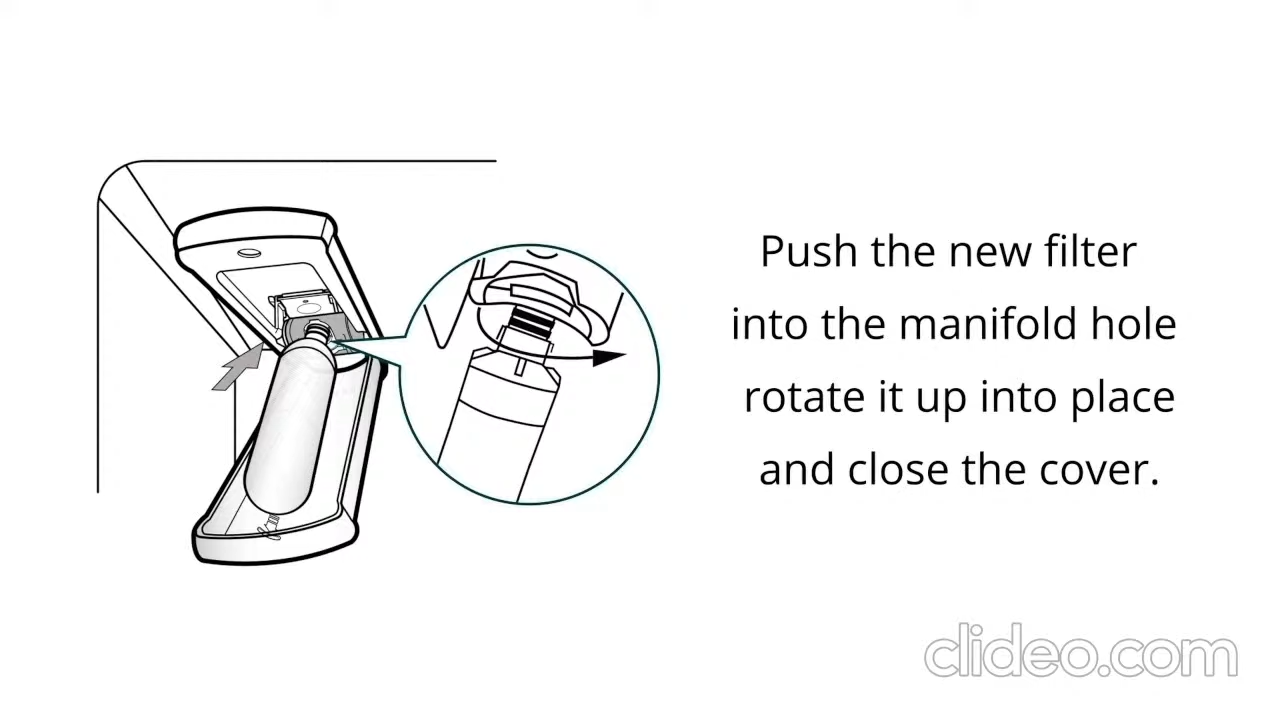 Push the new filter
into the manifold hole
rotate it up into place
and close the cover.
clideo.com